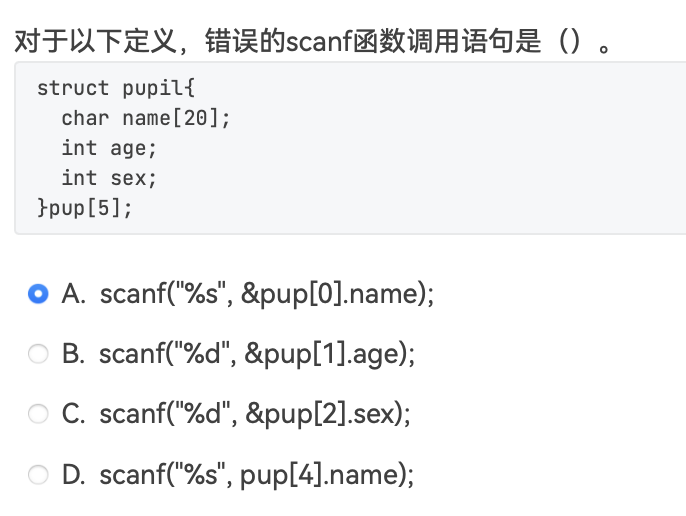 对于以下定义，错误的scanf函数调用语句是（）。
struct pupil{
char name[20];
int age;
int sex;
}pup[5];
A. scanf("%s", &pup[0].name);
B. scanf("%d", &pup[1].age);
C. scanf("%d", &pup[2].sex);
D. scanf("%s", pup[4].name);